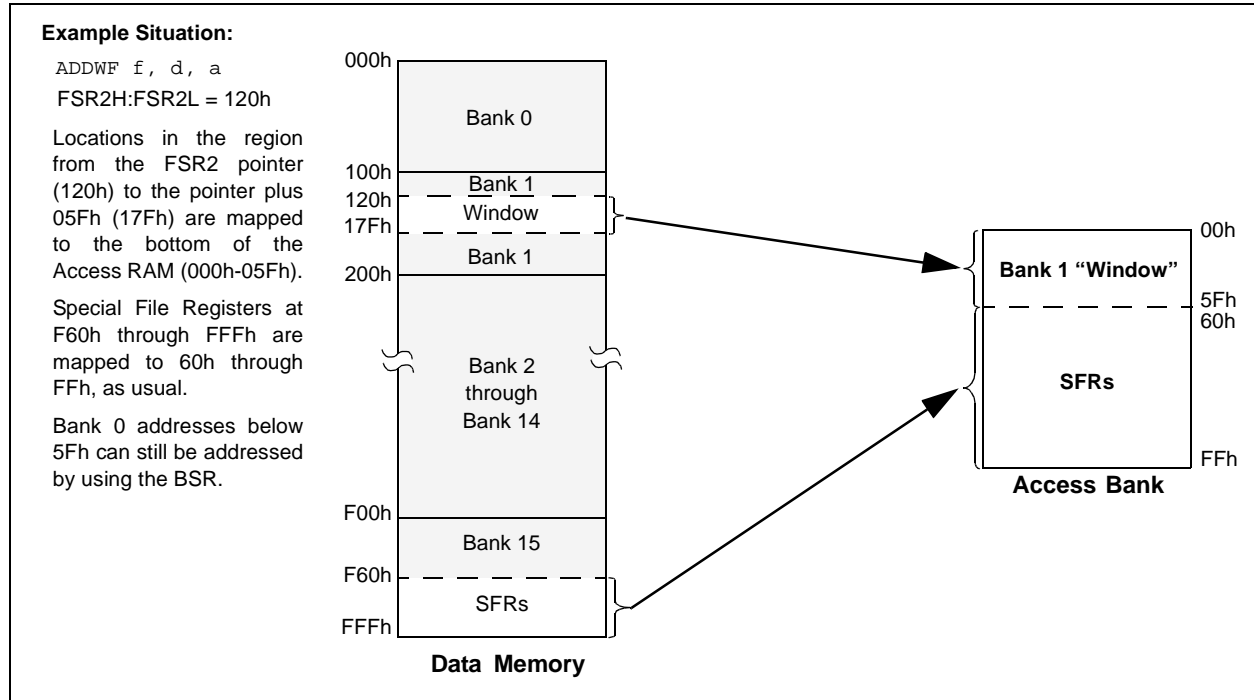 Example Situation:
ADDWF f, d, a
FSR2H:FSR2L = 120h
Locations in the region
from the FSR2 pointer
(120h) to the pointer plus
05Fh (17Fh) are mapped
to the bottom of the
Access RAM (000h-05Fh).
Special File Registers at
F60h through FFFh are
mapped to 60h through
FFh, as usual.
Bank 0 addresses below
5Fh can still be addressed
by using the BSR.
000h
Bank 0
100h
Bank 1
120h
Window
17Fh
Bank 1
200h
Bank 2
through
Bank 14
F00h
Bank 15
F60h
SFRs
FFFh
Data Memory
00h
Bank 1 “Window”
5Fh
60h
SFRs
FFh
Access Bank